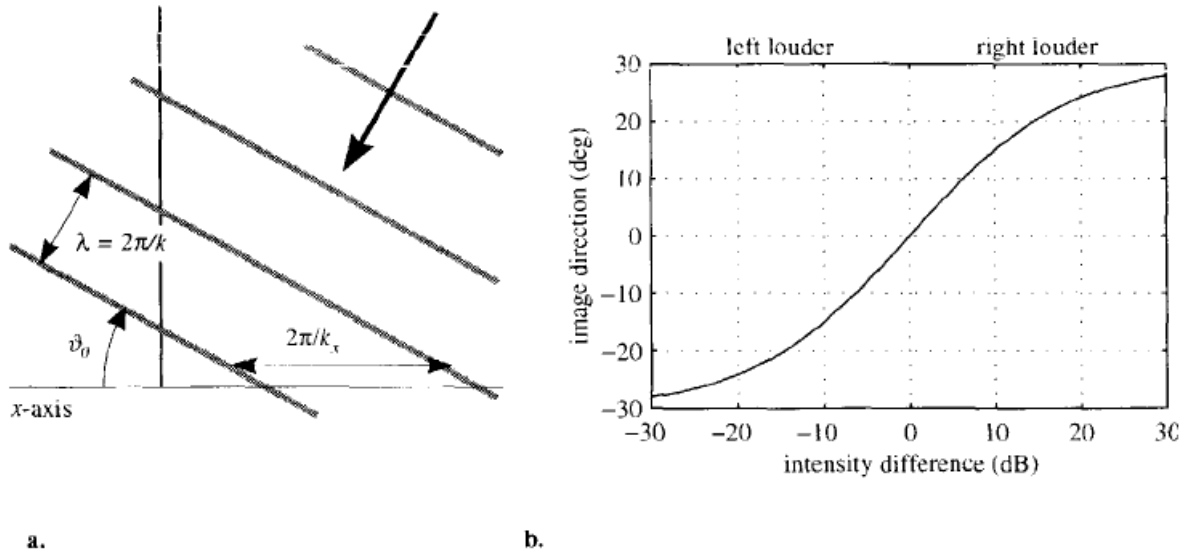 λ = 2π/k
ϑ₀
2π/kₓ
x-axis
a.
left louder right louder
30
20
10
0
−10
−20
−30
image direction (deg)
−30 −20 −10 0 10 20 30
intensity difference (dB)
b.